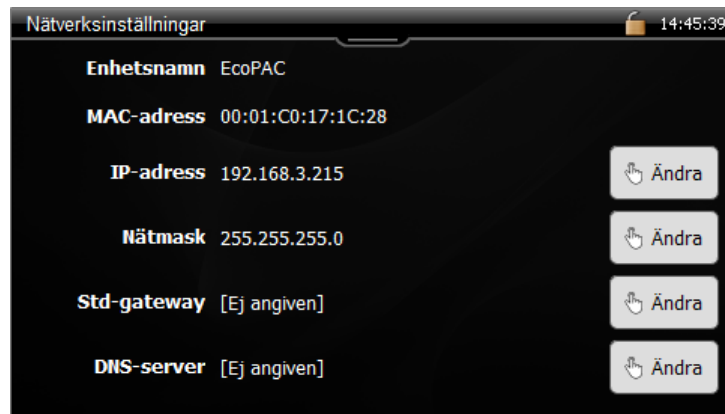 Nätverksinställningar 14:45:39
Enhetsnamn EcoPAC
MAC-adress 00:01:C0:17:1C:28
IP-adress 192.168.3.215 Ändra
Nätmask 255.255.255.0 Ändra
Std-gateway [Ej angiven] Ändra
DNS-server [Ej angiven] Ändra